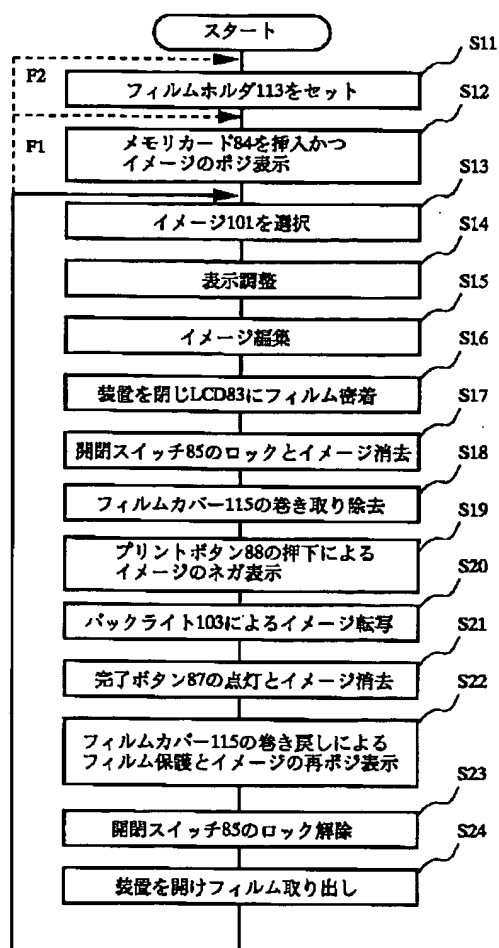 スタート
S11
F2
フィルムホルダ113をセット
S12
F1
メモリカード84を挿入かつ
イメージのポジ表示
S13
イメージ101を選択
S14
表示調整
S15
イメージ編集
S16
装置を閉じLCD83にフィルム密着
S17
開閉スイッチ85のロックとイメージ消去
S18
フィルムカバー115の巻き取り除去
S19
プリントボタン88の押下による
イメージのネガ表示
S20
バックライト103によるイメージ転写
S21
完了ボタン87の点灯とイメージ消去
S22
フィルムカバー115の巻き戻しによる
フィルム保護とイメージの再ポジ表示
S23
開閉スイッチ85のロック解除
S24
装置を開けフィルム取り出し